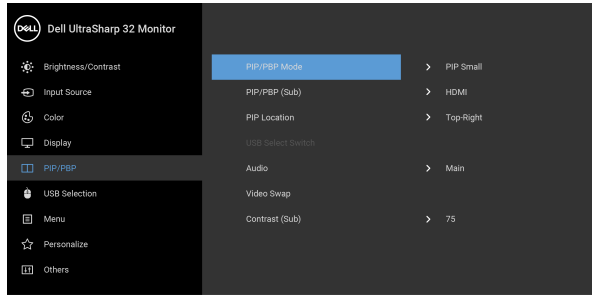 DELL Dell UltraSharp 32 Monitor
Brightness/Contrast
Input Source
Color
Display
PIP/PBP
USB Selection
Menu
Personalize
Others
PIP/PBP Mode > PIP Small
PIP/PBP (Sub) > HDMI
PIP Location > Top-Right
USB Select Switch
Audio > Main
Video Swap
Contrast (Sub) > 75